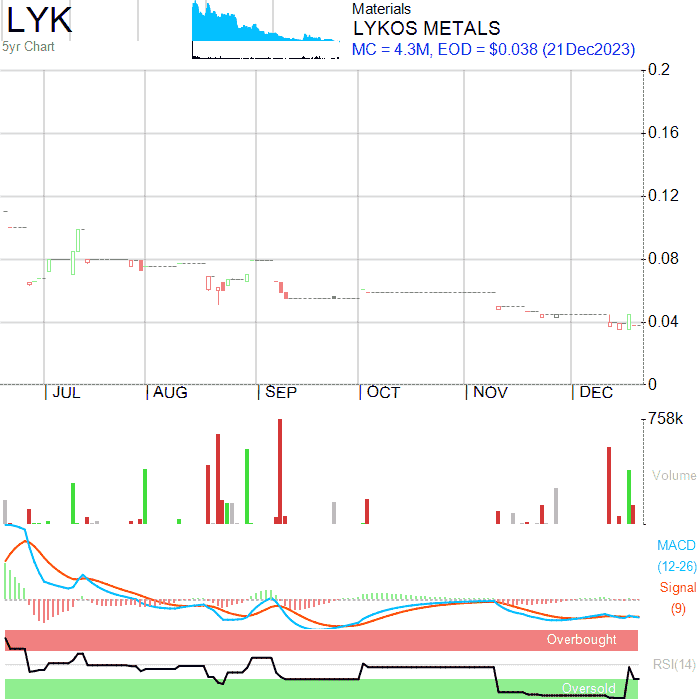 LYK
5yr Chart
Materials
LYKOS METALS
MC = 4.3M, EOD = $0.038 (21Dec2023)
0.2
0.16
0.12
0.08
0.04
0
JUL AUG SEP OCT NOV DEC
758k
Volume
MACD
(12-26)
Signal
(9)
Overbought
RSI(14)
Oversold